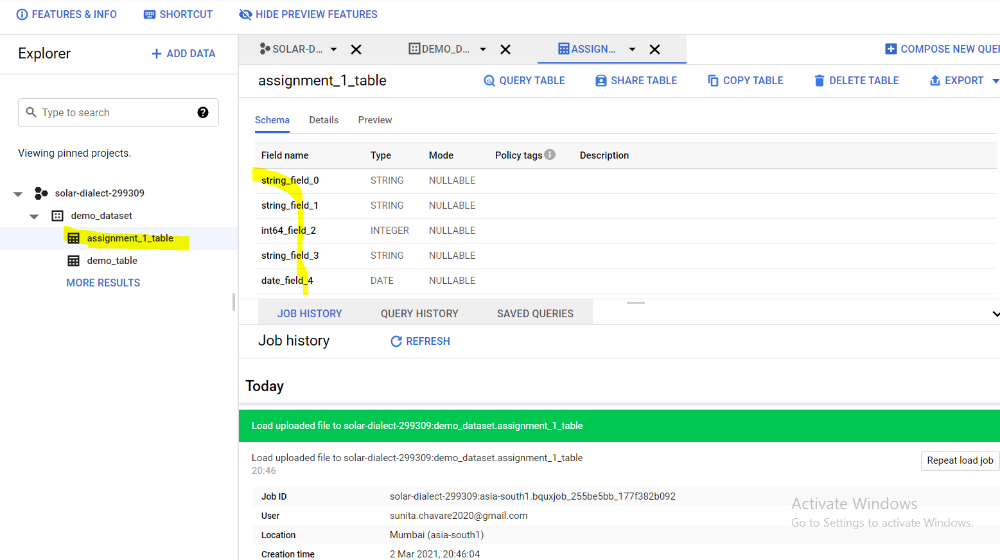 FEATURES & INFO SHORTCUT HIDE PREVIEW FEATURES
Explorer
ADD DATA
Type to search
Viewing pinned projects.
solar-dialect-299309
demo_dataset
assignment_1_table
demo_table
MORE RESULTS
SOLAR-D... DEMO_D... ASSIGN... COMPOSE NEW QUER
assignment_1_table QUERY TABLE SHARE TABLE COPY TABLE DELETE TABLE EXPORT
Schema Details Preview
Field name Type Mode Policy tags Description
string_field_0 STRING NULLABLE
string_field_1 STRING NULLABLE
int64_field_2 INTEGER NULLABLE
string_field_3 STRING NULLABLE
date_field_4 DATE NULLABLE
JOB HISTORY QUERY HISTORY SAVED QUERIES
Job history REFRESH
Today
Load uploaded file to solar-dialect-299309:demo_dataset.assignment_1_table
Load uploaded file to solar-dialect-299309:demo_dataset.assignment_1_table
20:46
Repeat load job
Job ID solar-dialect-299309:asia-south1.bquxjob_255be5bb_177f382b092
User sunita.chavare2020@gmail.com
Location Mumbai (asia-south1)
Creation time 2 Mar 2021, 20:46:04
Activate Windows
Go to Settings to activate Windows.